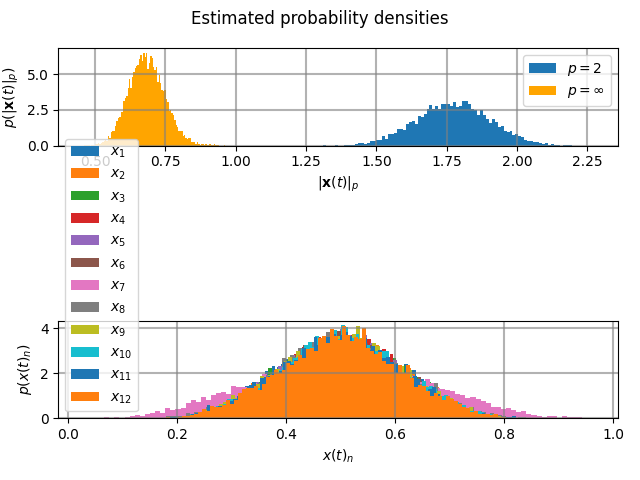 Estimated probability densities
p(|x(t)|ₚ)
5.0
2.5
0.0
p = 2
p = ∞
0.50 0.75 1.00 1.25 1.50 1.75 2.00 2.25
|x(t)|ₚ
x₁
x₂
x₃
x₄
x₅
x₆
x₇
x₈
x₉
x₁₀
x₁₁
x₁₂
p(x(t)ₙ)
4
2
0
0.0 0.2 0.4 0.6 0.8 1.0
x(t)ₙ